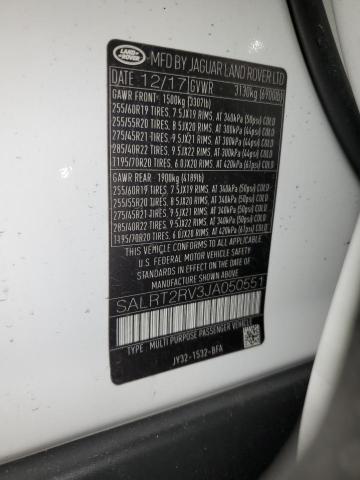 LAND ROVER
MFD BY JAGUAR LAND ROVER LTD
DATE 12/17 GVWR 3130kg (6900lb)
GAWR FRONT: 1500kg (3307lb)
255/60R19 TIRES, 7.5JX19 RIMS, AT 340kPa (50psi) COLD
255/55R20 TIRES, 8.5JX20 RIMS, AT 300kPa (44psi) COLD
275/45R21 TIRES, 9.5JX21 RIMS, AT 300kPa (44psi) COLD
285/40R22 TIRES, 9.5JX22 RIMS, AT 300kPa (44psi) COLD
T195/70R20 TIRES, 6.0JX20 RIMS, AT 420kPa (61psi) COLD
GAWR REAR: 1900kg (4189lb)
255/60R19 TIRES, 7.5JX19 RIMS, AT 340kPa (50psi) COLD
255/55R20 TIRES, 8.5JX20 RIMS, AT 340kPa (50psi) COLD
275/45R21 TIRES, 9.5JX21 RIMS, AT 340kPa (50psi) COLD
285/40R22 TIRES, 9.5JX22 RIMS, AT 340kPa (50psi) COLD
T195/70R20 TIRES, 6.0JX20 RIMS, AT 420kPa (61psi) COLD
THIS VEHICLE CONFORMS TO ALL APPLICABLE
FEDERAL MOTOR VEHICLE SAFETY
STANDARDS IN EFFECT ON THE DATE OF
MANUFACTURE SHOWN ABOVE
SALRT2RV3JA050551
TYPE: MULTI PURPOSE PASSENGER VEHICLE
JY32-1532-BFA